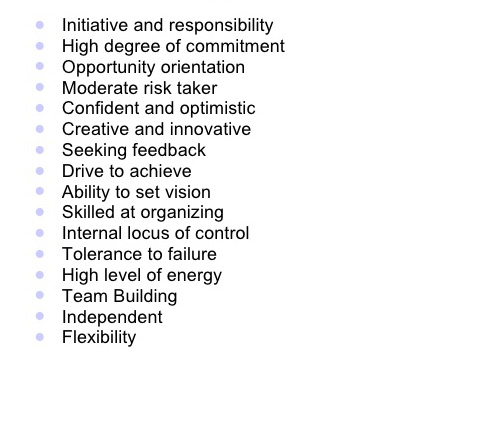 Initiative and responsibility
High degree of commitment
Opportunity orientation
Moderate risk taker
Confident and optimistic
Creative and innovative
Seeking feedback
Drive to achieve
Ability to set vision
Skilled at organizing
Internal locus of control
Tolerance to failure
High level of energy
Team Building
Independent
Flexibility